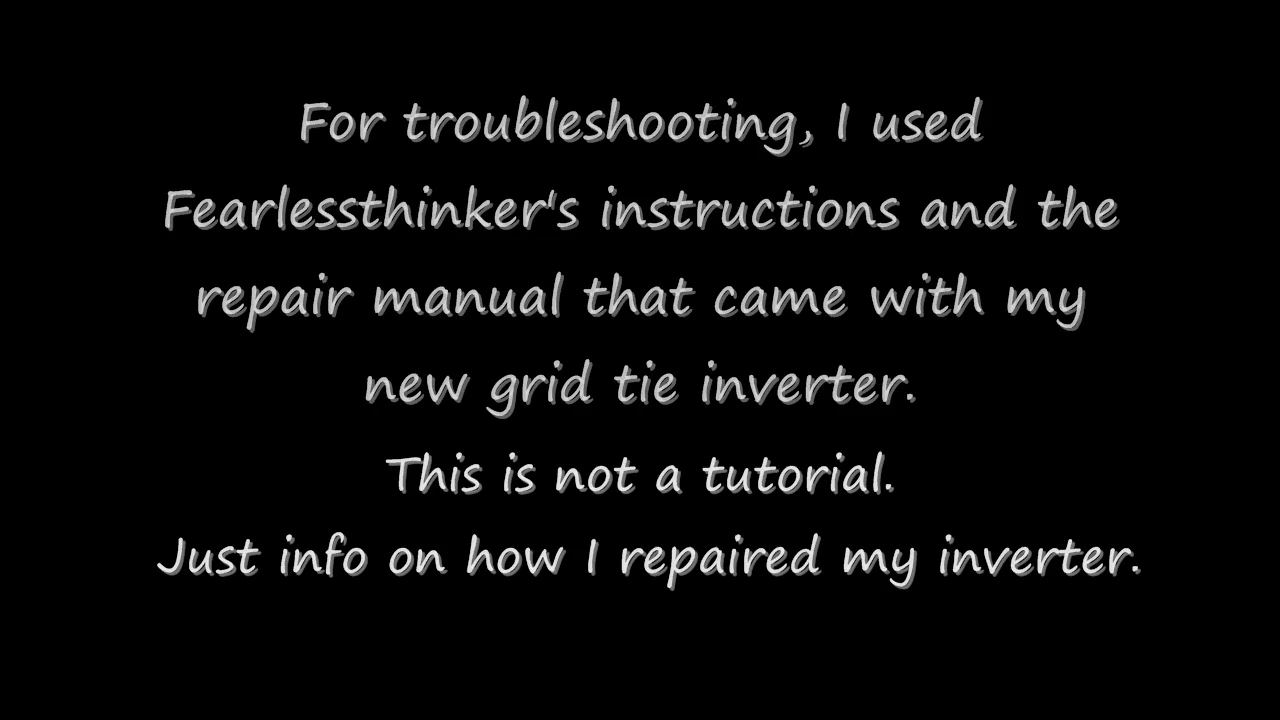 For troubleshooting, I used
Fearlessthinker's instructions and the
repair manual that came with my
new grid tie inverter.
This is not a tutorial.
Just info on how I repaired my inverter.